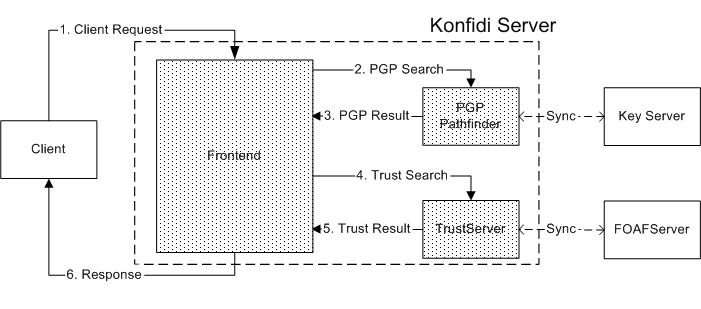 Konfidi Server
1. Client Request
2. PGP Search
3. PGP Result
PGP
Pathfinder
Sync
Key Server
Client
Frontend
4. Trust Search
5. Trust Result
TrustServer
Sync
FOAFServer
6. Response